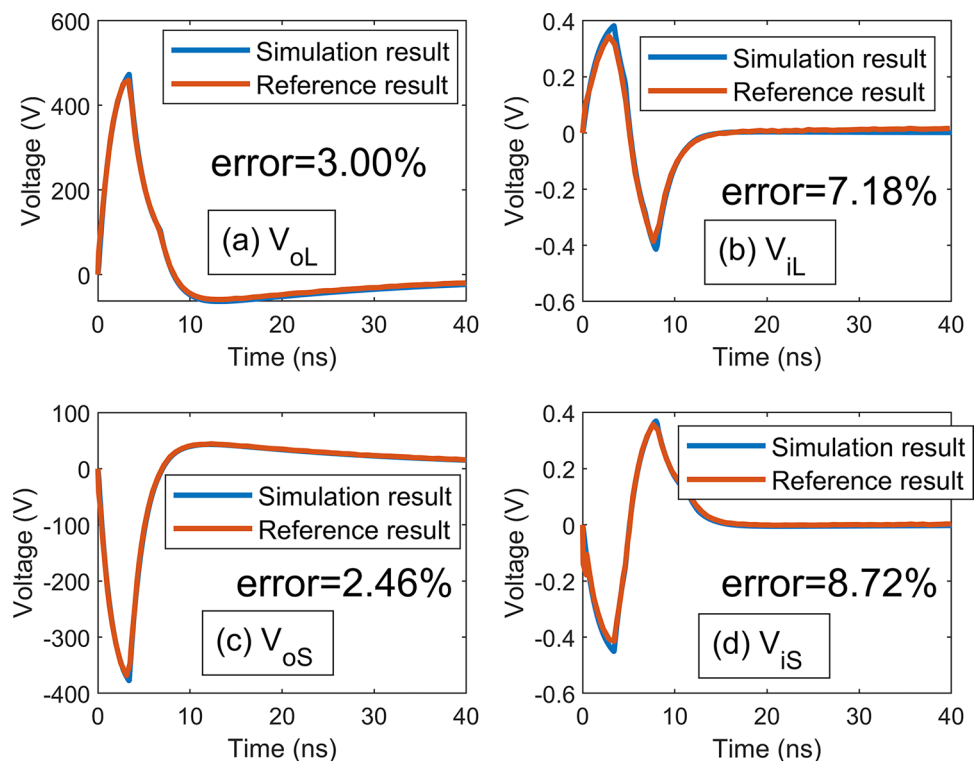 600
400
200
0
Voltage (V)
Simulation result
Reference result
error=3.00%
(a) VoL
0
10
20
30
40
Time (ns)
0.4
0.2
0
-0.2
-0.4
-0.6
Voltage (V)
Simulation result
Reference result
error=7.18%
(b) ViL
0
10
20
30
40
Time (ns)
100
0
-100
-200
-300
-400
Voltage (V)
Simulation result
Reference result
error=2.46%
(c) VoS
0
10
20
30
40
Time (ns)
0.4
0.2
0
-0.2
-0.4
-0.6
Voltage (V)
Simulation result
Reference result
error=8.72%
(d) ViS
0
10
20
30
40
Time (ns)